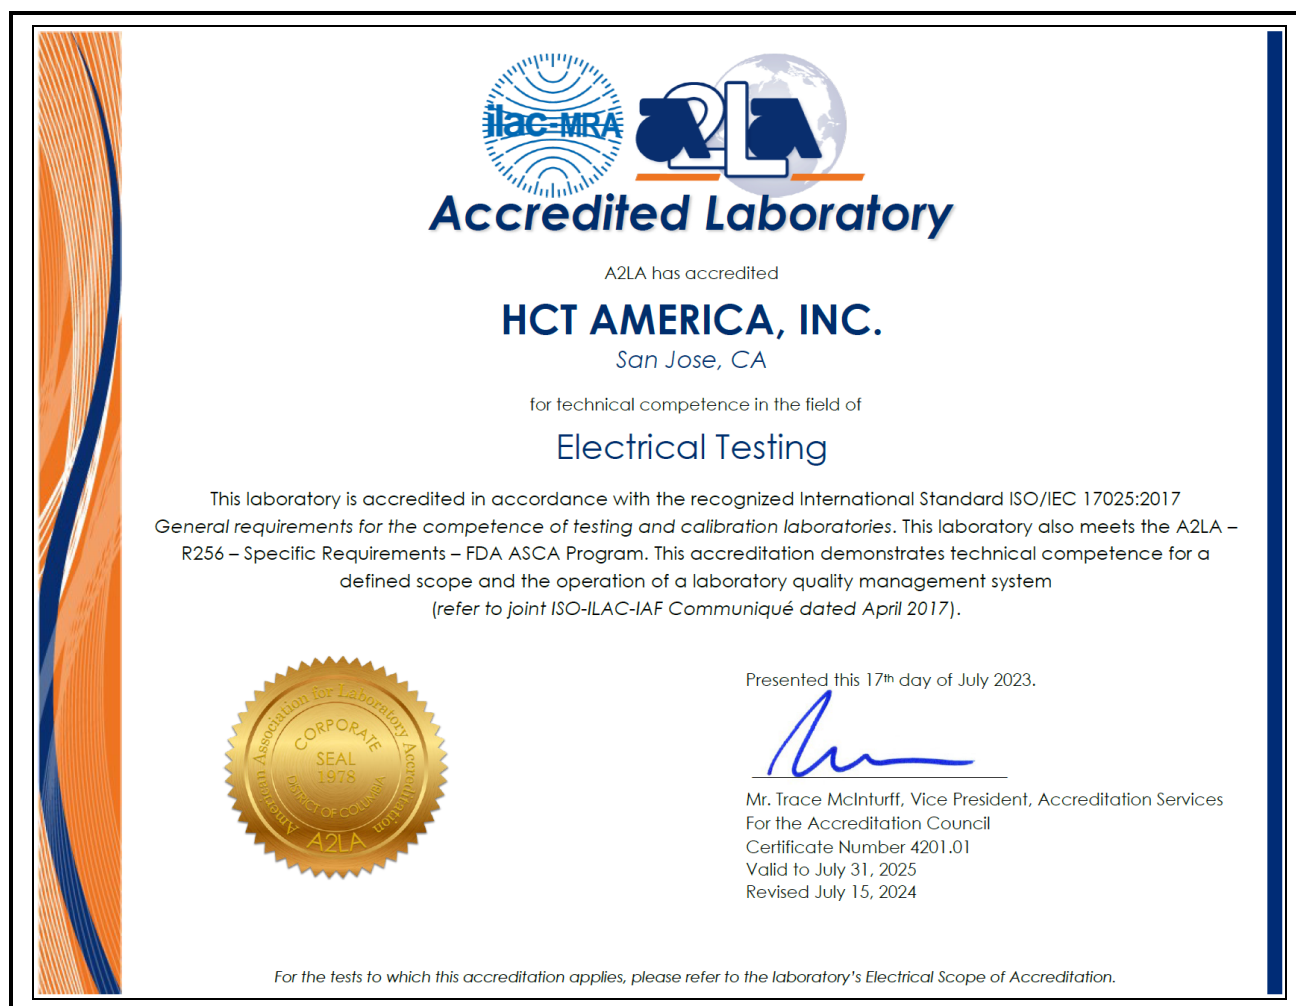 ilac-MRA
A2LA
Accredited Laboratory
A2LA has accredited
HCT AMERICA, INC.
San Jose, CA
for technical competence in the field of
Electrical Testing
This laboratory is accredited in accordance with the recognized International Standard ISO/IEC 17025:2017
General requirements for the competence of testing and calibration laboratories. This laboratory also meets the A2LA –
R256 – Specific Requirements – FDA ASCA Program. This accreditation demonstrates technical competence for a
defined scope and the operation of a laboratory quality management system
(refer to joint ISO-ILAC-IAF Communiqué dated April 2017).
American Association for Laboratory Accreditation
CORPORATE
SEAL
1978
DISTRICT OF COLUMBIA
A2LA
Presented this 17th day of July 2023.
Mr. Trace McInturff, Vice President, Accreditation Services
For the Accreditation Council
Certificate Number 4201.01
Valid to July 31, 2025
Revised July 15, 2024
For the tests to which this accreditation applies, please refer to the laboratory's Electrical Scope of Accreditation.